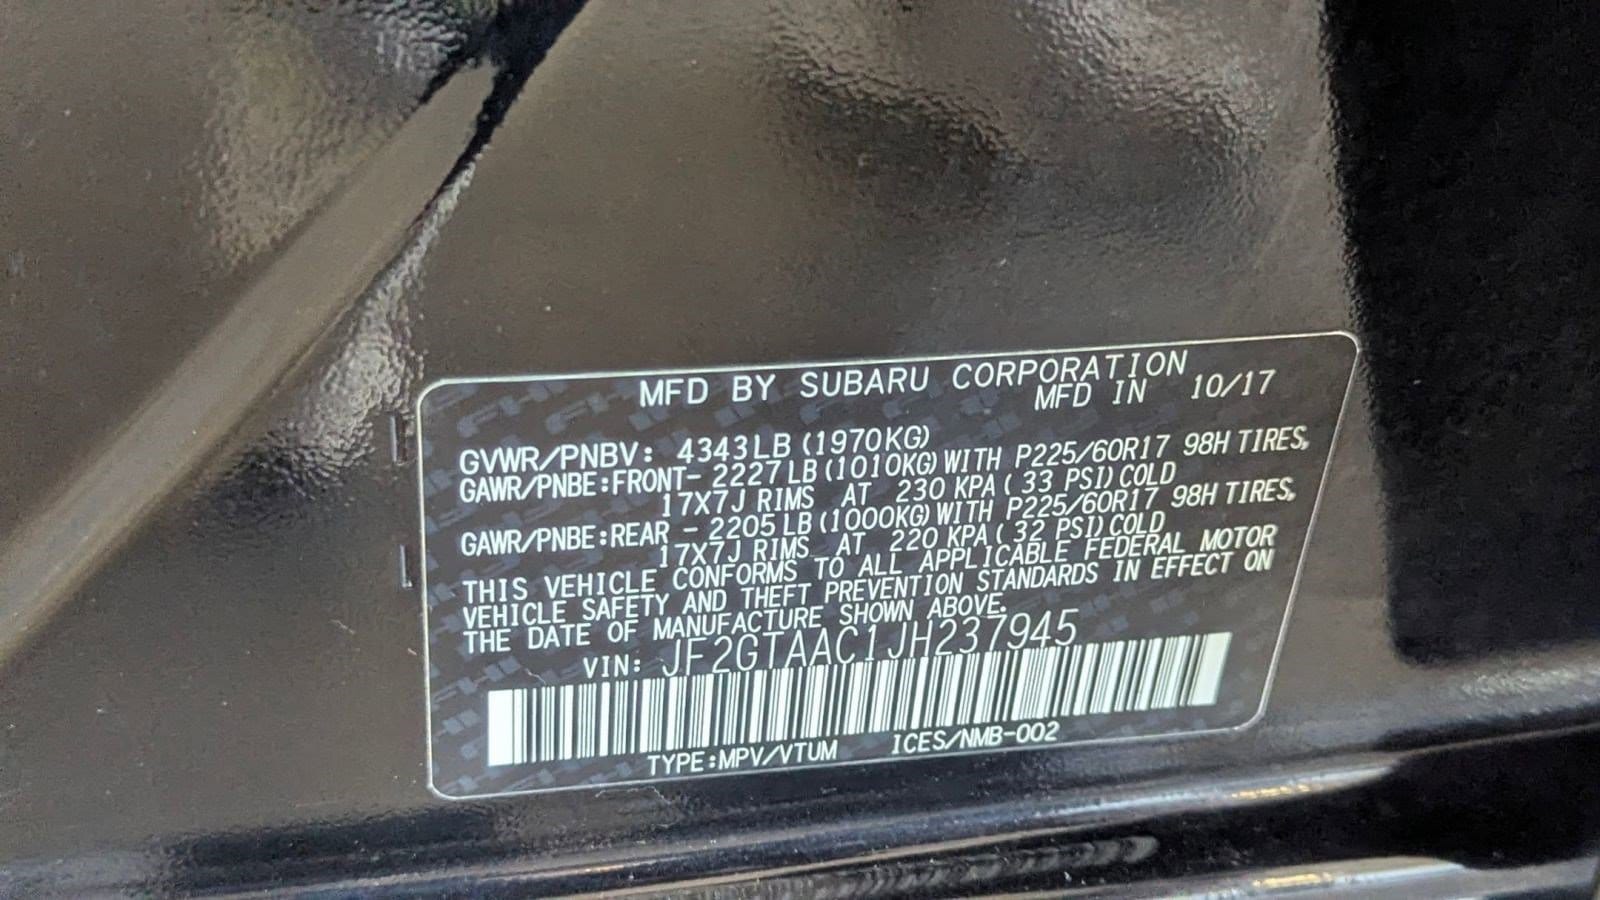 MFD BY SUBARU CORPORATION
MFD IN 10/17
GVWR/PNBV: 4343LB (1970KG)
GAWR/PNBE:FRONT- 2227LB(1010KG)WITH P225/60R17 98H TIRES,
17X7J RIMS AT 230 KPA( 33 PSI)COLD
GAWR/PNBE:REAR - 2205LB(1000KG)WITH P225/60R17 98H TIRES,
17X7J RIMS AT 220 KPA( 32 PSI)COLD
THIS VEHICLE CONFORMS TO ALL APPLICABLE FEDERAL MOTOR
VEHICLE SAFETY AND THEFT PREVENTION STANDARDS IN EFFECT ON
THE DATE OF MANUFACTURE SHOWN ABOVE.
VIN: JF2GTAAC1JH237945
TYPE:MPV/VTUM ICES/NMB-002